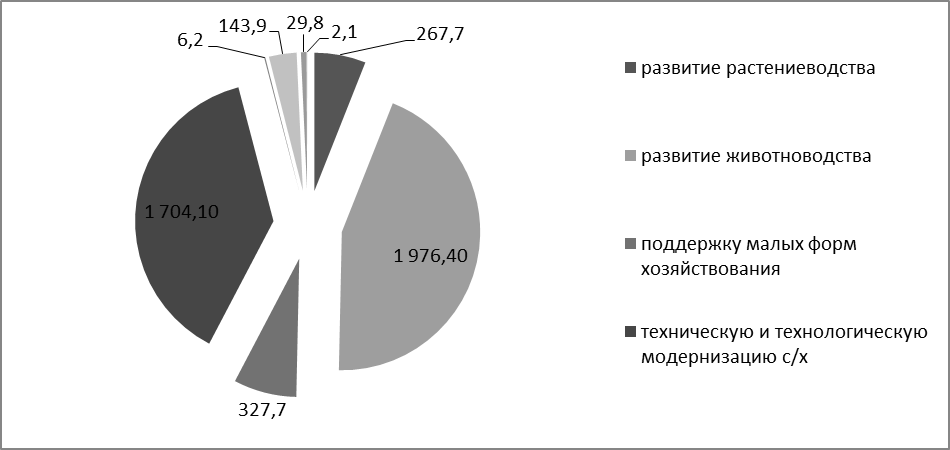 143,9
29,8
2,1
267,7
6,2
1 704,10
1 976,40
327,7
развитие растениеводства
развитие животноводства
поддержку малых форм
хозяйствования
техническую и технологическую
модернизацию с/х